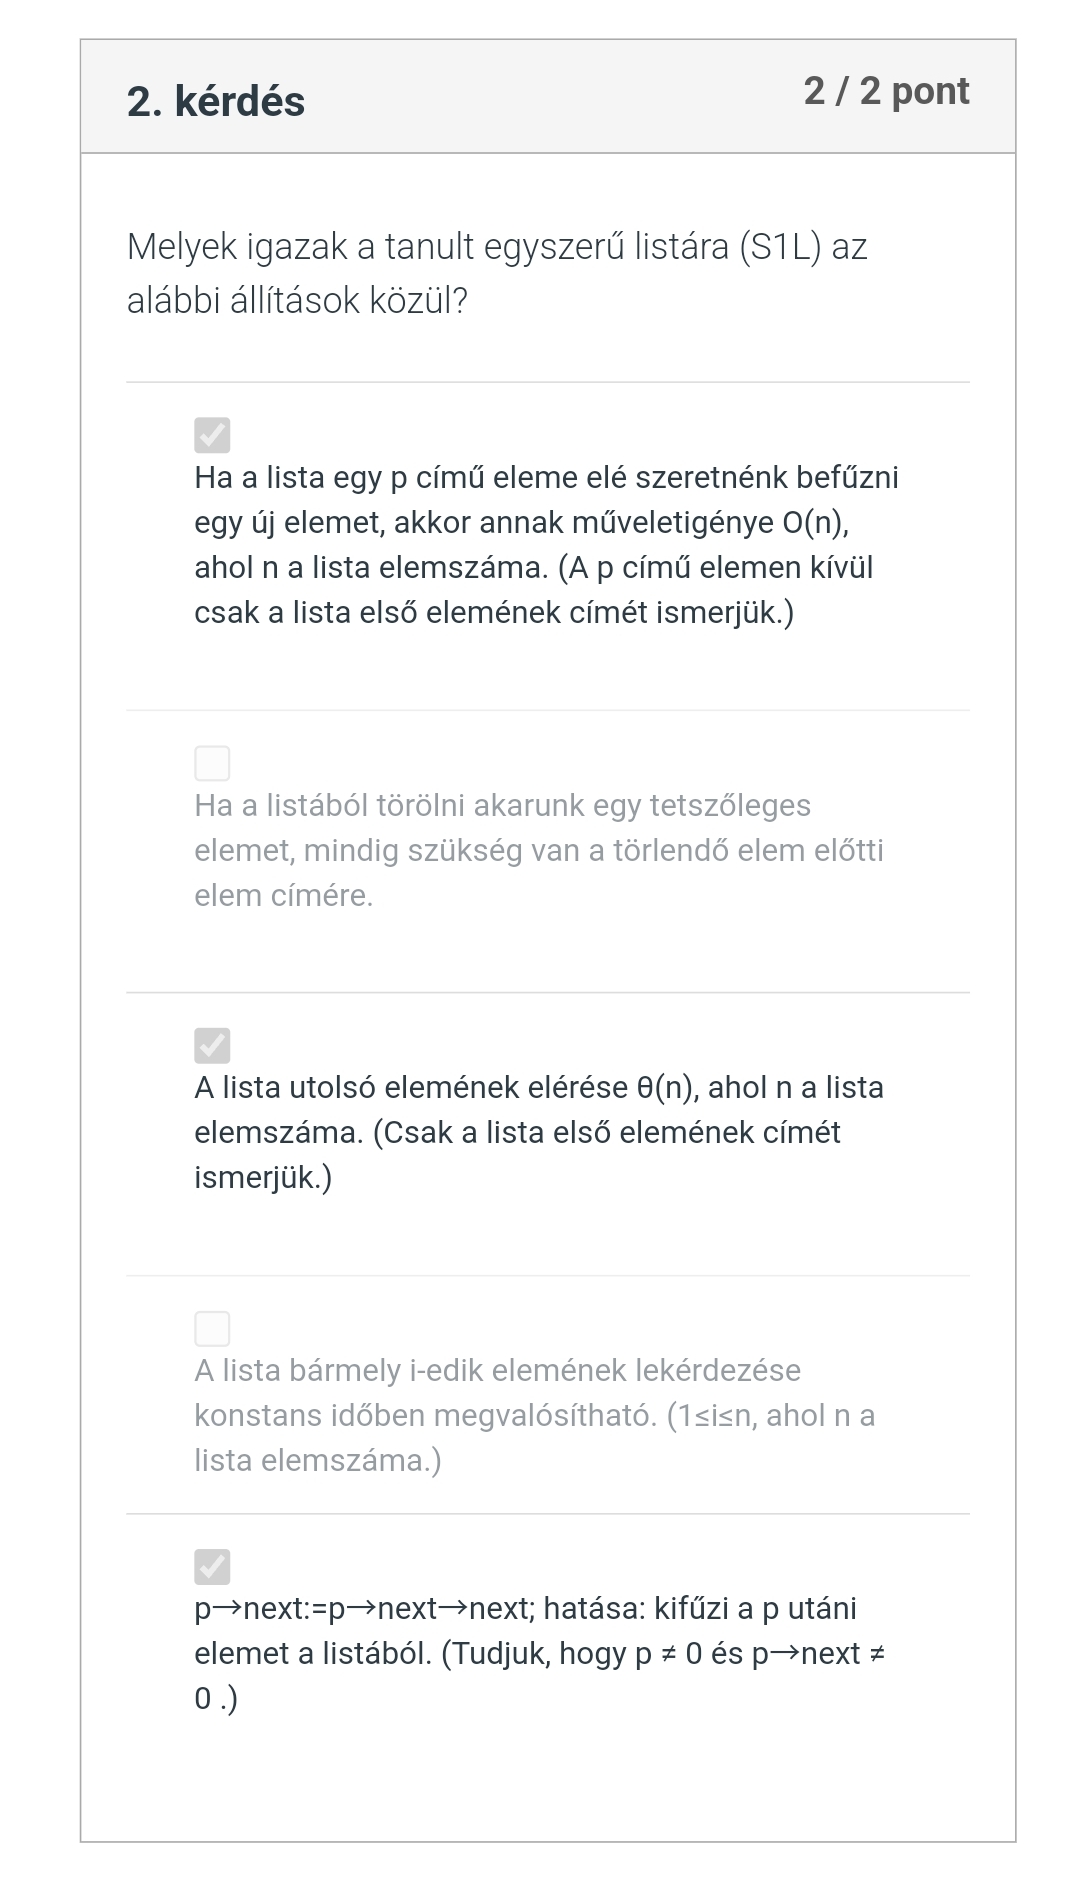 2. kérdés
2 / 2 pont
Melyek igazak a tanult egyszerű listára (S1L) az
alábbi állítások közül?
Ha a lista egy p című eleme elé szeretnénk befűzni
egy új elemet, akkor annak műveletigénye O(n),
ahol n a lista elemszáma. (A p című elemen kívül
csak a lista első elemének címét ismerjük.)
Ha a listából törölni akarunk egy tetszőleges
elemet, mindig szükség van a törlendő elem előtti
elem címére.
A lista utolsó elemének elérése θ(n), ahol n a lista
elemszáma. (Csak a lista első elemének címét
ismerjük.)
A lista bármely i-edik elemének lekérdezése
konstans időben megvalósítható. (1≤i≤n, ahol n a
lista elemszáma.)
p→next:=p→next→next; hatása: kifűzi a p utáni
elemet a listából. (Tudjuk, hogy p ≠ 0 és p→next ≠
0 .)